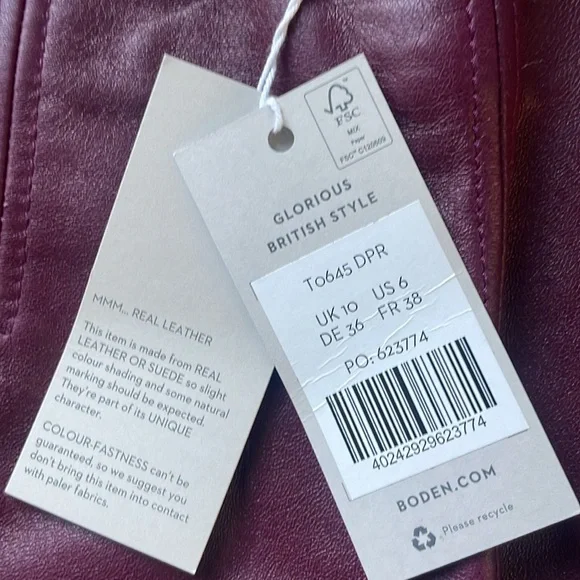 MMM... REAL LEATHER
This item is made from REAL
LEATHER OR SUEDE so slight
colour shading and some natural
marking should be expected.
They're part of its UNIQUE
character.
COLOUR-FASTNESS can't be
guaranteed, so we suggest you
don't bring this item into contact
with paler fabrics.
FSC
MIX
Paper
FSC™ C120609
GLORIOUS
BRITISH STYLE
T0645 DPR
UK 10 US 6
DE 36 FR 38
PO: 623774
40242929623774
BODEN.COM
Please recycle